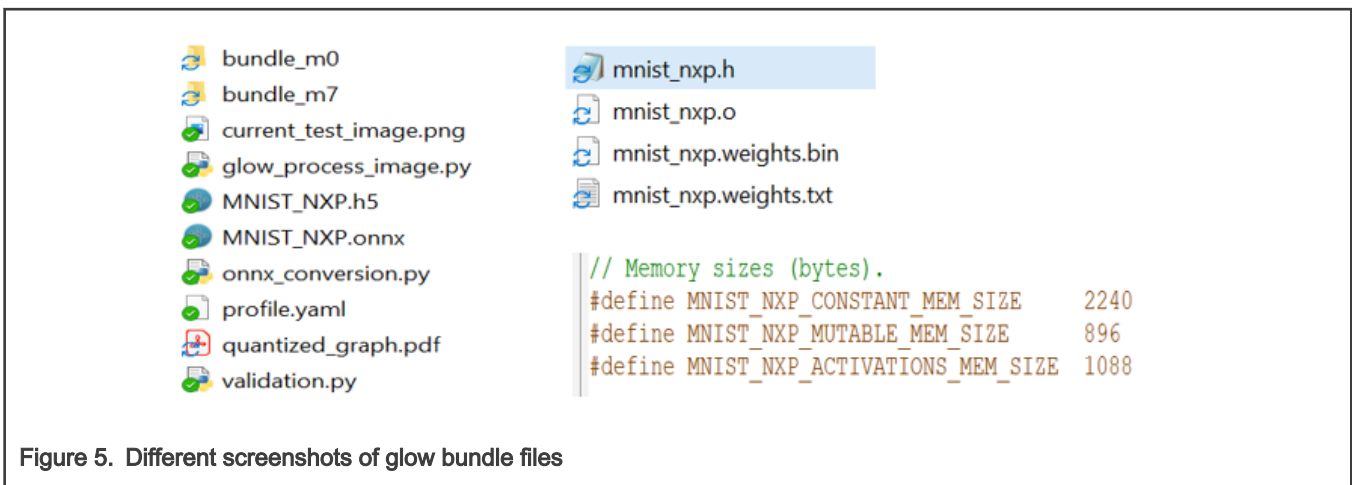 bundle_m0
bundle_m7
current_test_image.png
glow_process_image.py
MNIST_NXP.h5
MNIST_NXP.onnx
onnx_conversion.py
profile.yaml
quantized_graph.pdf
validation.py
mnist_nxp.h
mnist_nxp.o
mnist_nxp.weights.bin
mnist_nxp.weights.txt
// Memory sizes (bytes).
#define MNIST_NXP_CONSTANT_MEM_SIZE 2240
#define MNIST_NXP_MUTABLE_MEM_SIZE 896
#define MNIST_NXP_ACTIVATIONS_MEM_SIZE 1088
Figure 5. Different screenshots of glow bundle files